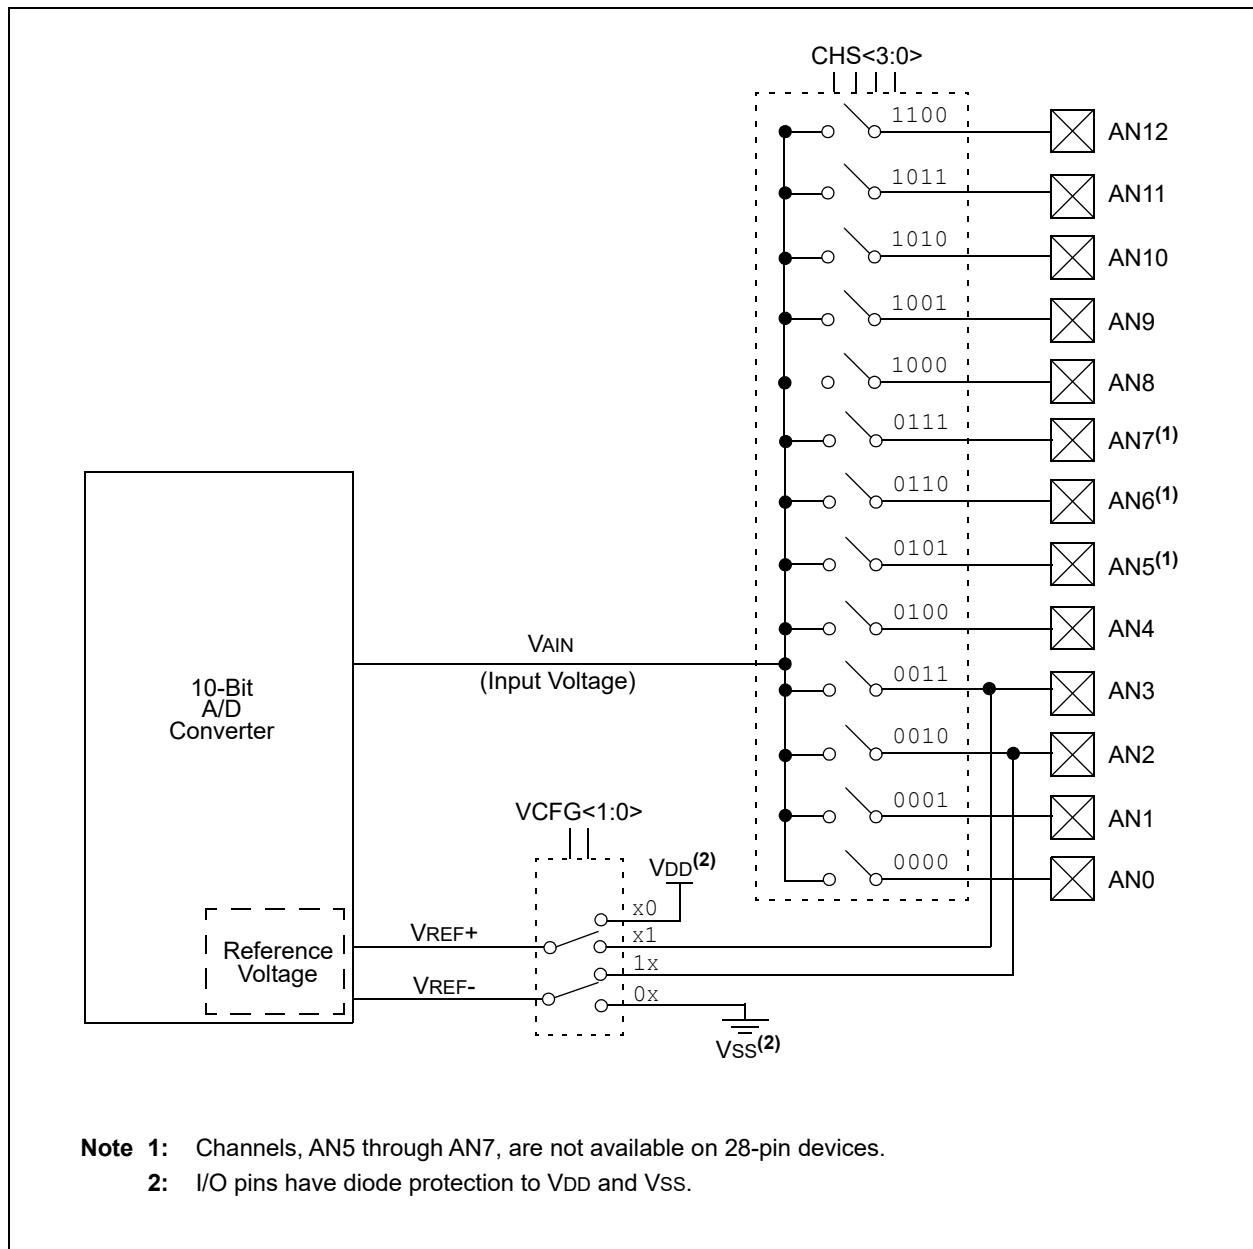 CHS<3:0>
1100 AN12
1011 AN11
1010 AN10
1001 AN9
1000 AN8
0111 AN7(1)
0110 AN6(1)
0101 AN5(1)
0100 AN4
VAIN
(Input Voltage)
0011 AN3
10-Bit
A/D
Converter
0010 AN2
0001 AN1
VCFG<1:0>
0000 AN0
VDD(2)
x0
VREF+
x1
Reference
Voltage
1x
VREF-
0x
VSS(2)
Note 1: Channels, AN5 through AN7, are not available on 28-pin devices.
2: I/O pins have diode protection to VDD and VSS.